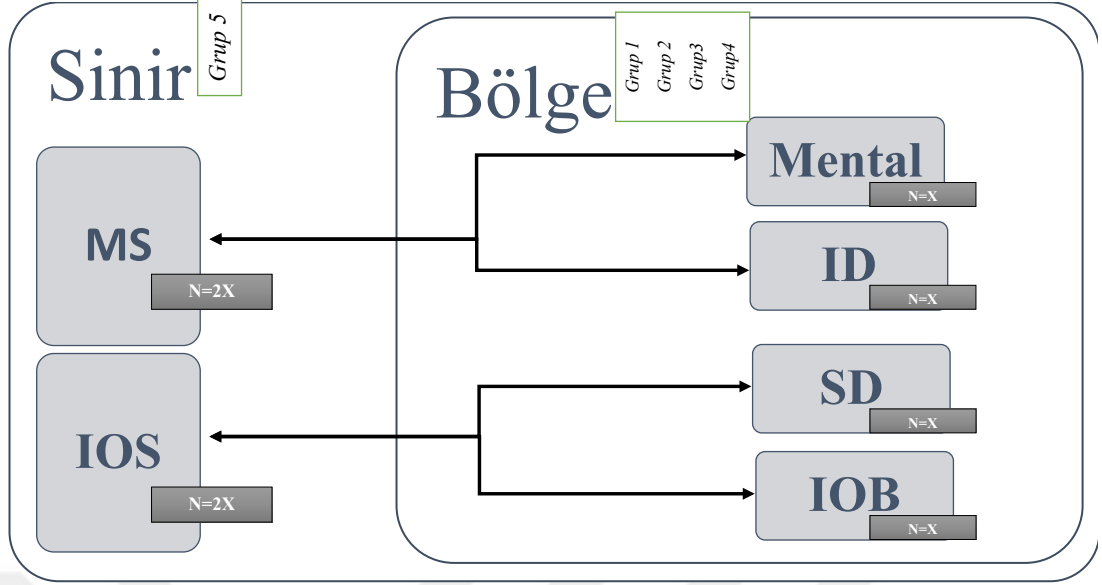 Sinir
Grup 5
Bölge
Grup 1
Grup 2
Grup3
Grup4
MS
N=2X
IOS
N=2X
Mental
N=X
ID
N=X
SD
N=X
IOB
N=X